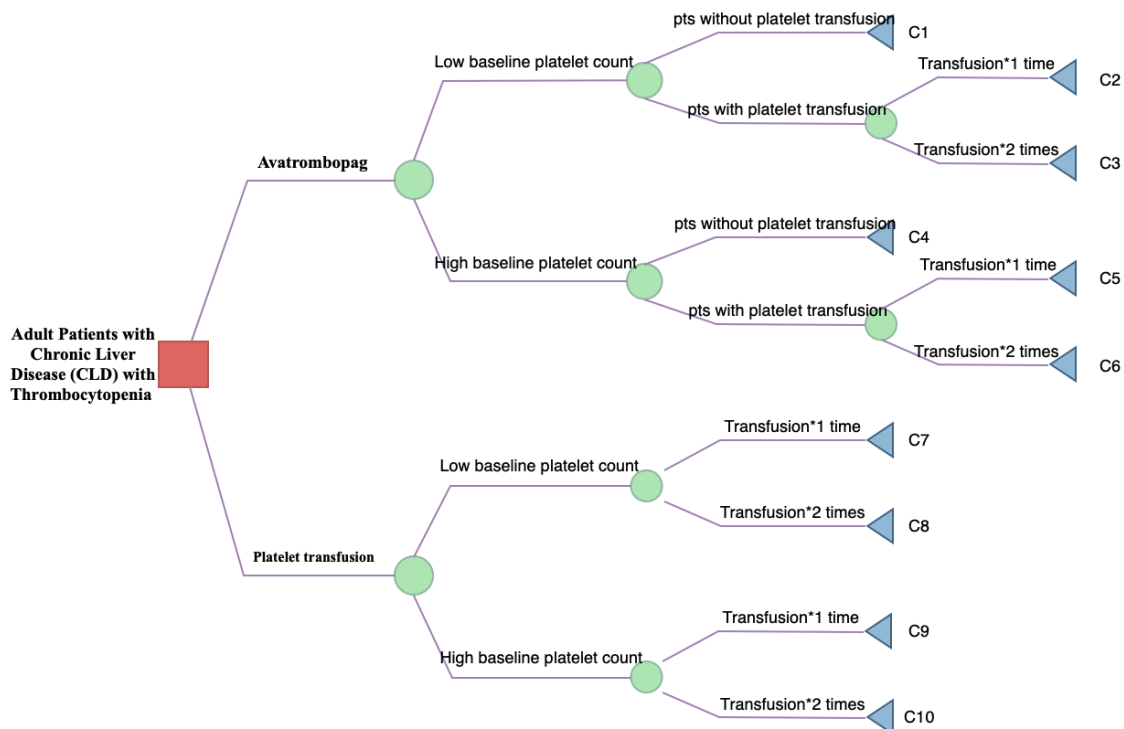 pts without platelet transfusion
C1
Low baseline platelet count
Transfusion*1 time
C2
pts with platelet transfusion
Transfusion*2 times
C3
Avatrombopag
pts without platelet transfusion
C4
High baseline platelet count
Transfusion*1 time
C5
pts with platelet transfusion
Transfusion*2 times
C6
Adult Patients with
Chronic Liver
Disease (CLD) with
Thrombocytopenia
Transfusion*1 time
C7
Low baseline platelet count
Transfusion*2 times
C8
Platelet transfusion
Transfusion*1 time
C9
High baseline platelet count
Transfusion*2 times
C10